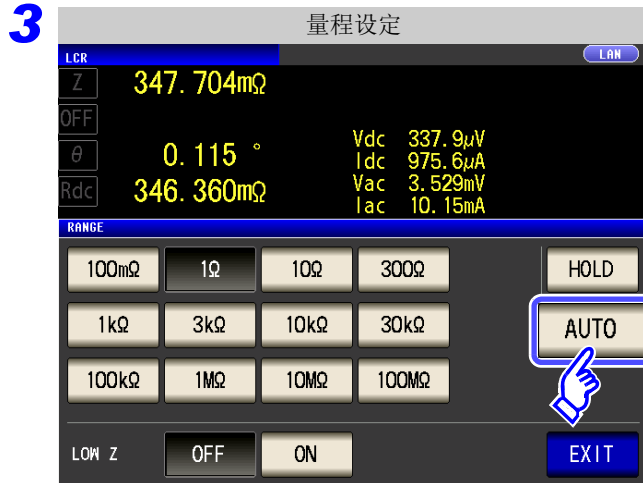 3
量程设定
LCR
LAN
Z 347.704mΩ
OFF
θ 0.115 °
Rdc 346.360mΩ
Vdc 337.9μV
Idc 975.6μA
Vac 3.529mV
Iac 10.15mA
RANGE
100mΩ 1Ω 10Ω 300Ω HOLD
1kΩ 3kΩ 10kΩ 30kΩ AUTO
100kΩ 1MΩ 10MΩ 100MΩ
LOW Z OFF ON EXIT